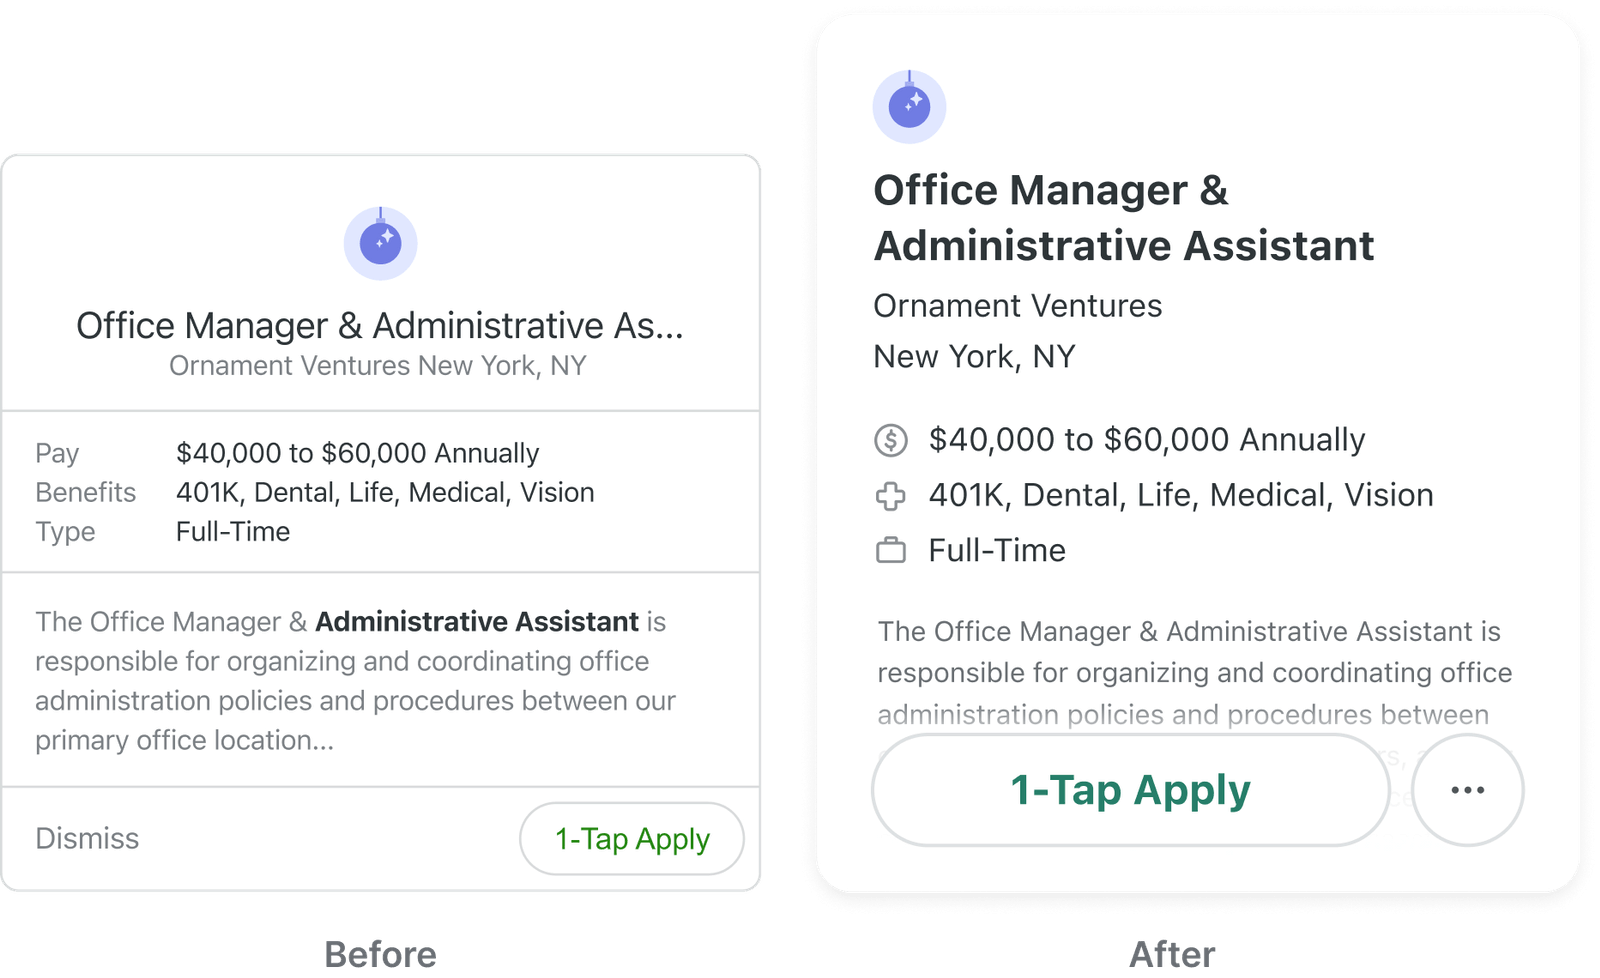 Office Manager & Administrative As...
Ornament Ventures New York, NY
Pay $40,000 to $60,000 Annually
Benefits 401K, Dental, Life, Medical, Vision
Type Full-Time
The Office Manager & Administrative Assistant is
responsible for organizing and coordinating office
administration policies and procedures between our
primary office location...
Dismiss 1-Tap Apply
Before
Office Manager &
Administrative Assistant
Ornament Ventures
New York, NY
$40,000 to $60,000 Annually
401K, Dental, Life, Medical, Vision
Full-Time
The Office Manager & Administrative Assistant is
responsible for organizing and coordinating office
administration policies and procedures between
1-Tap Apply
After